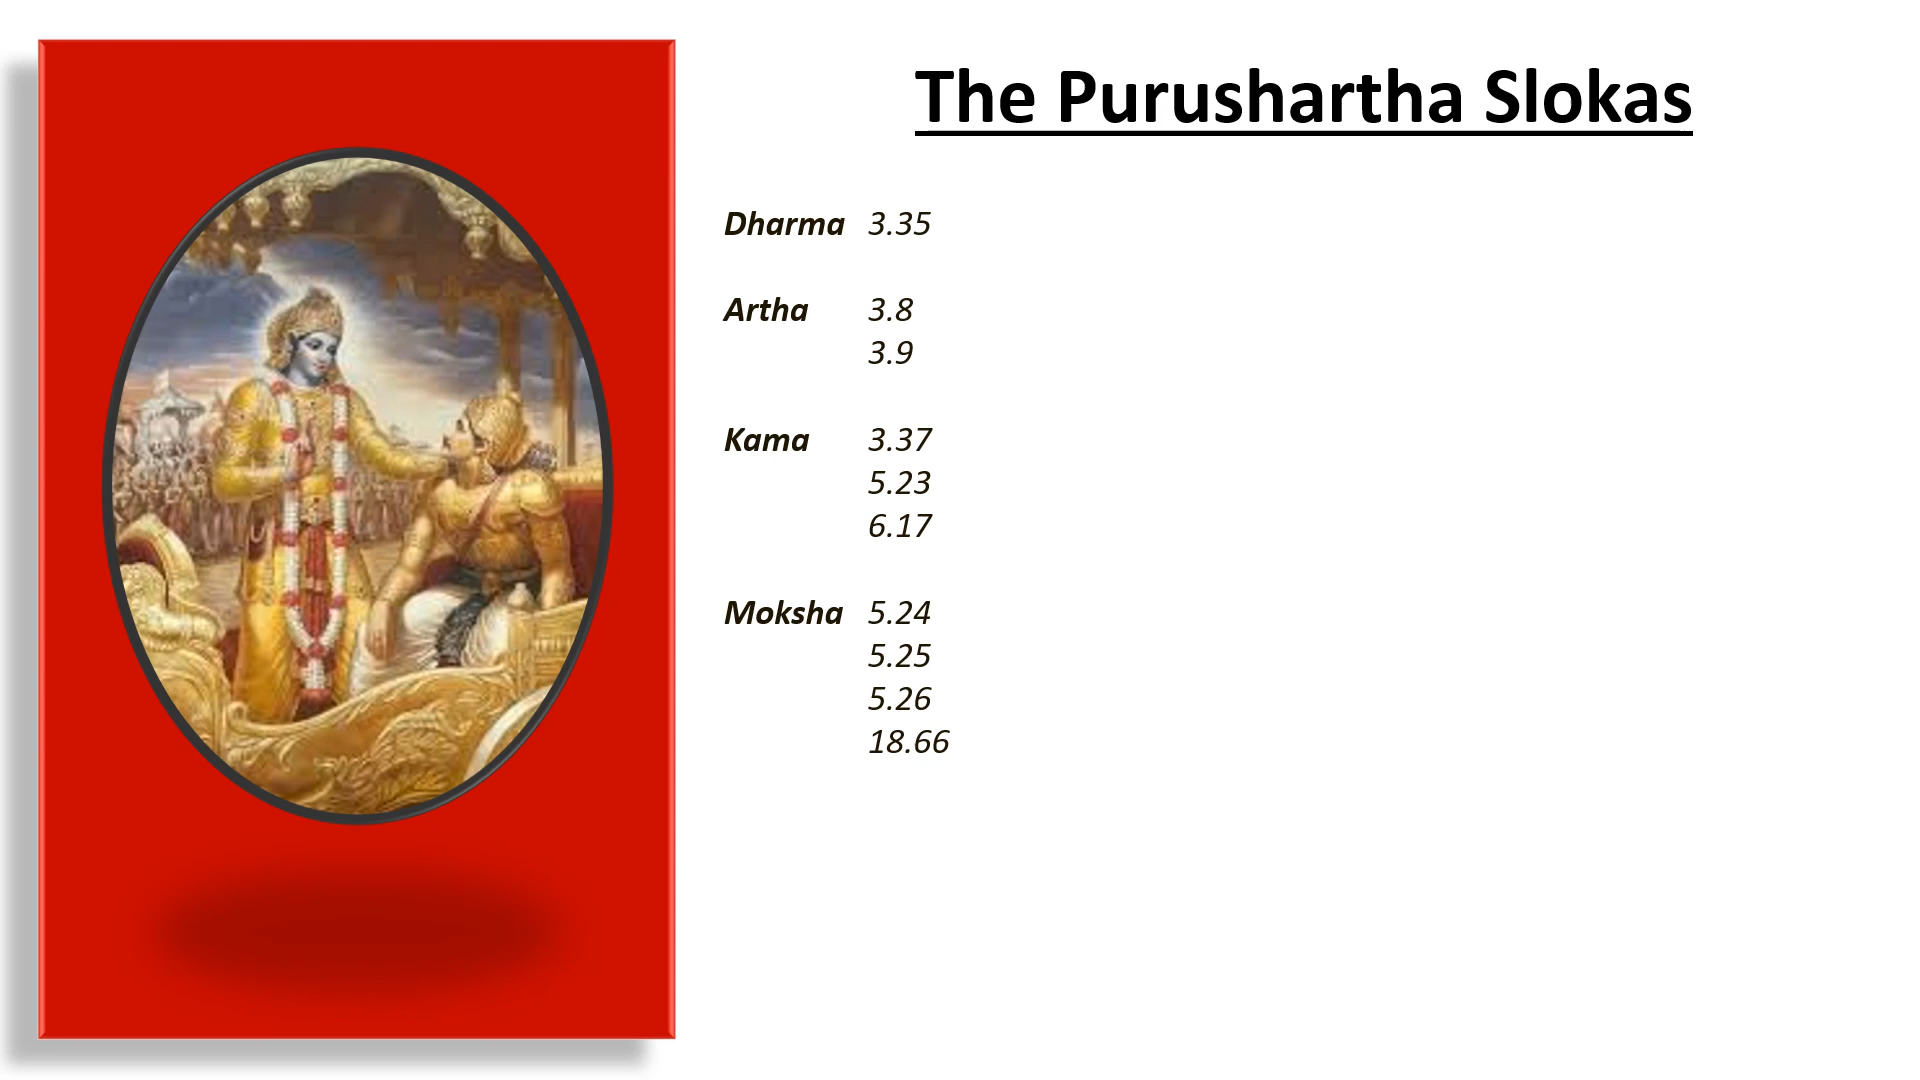 The Purushartha Slokas
Dharma 3.35
Artha 3.8
3.9
Kama 3.37
5.23
6.17
Moksha 5.24
5.25
5.26
18.66